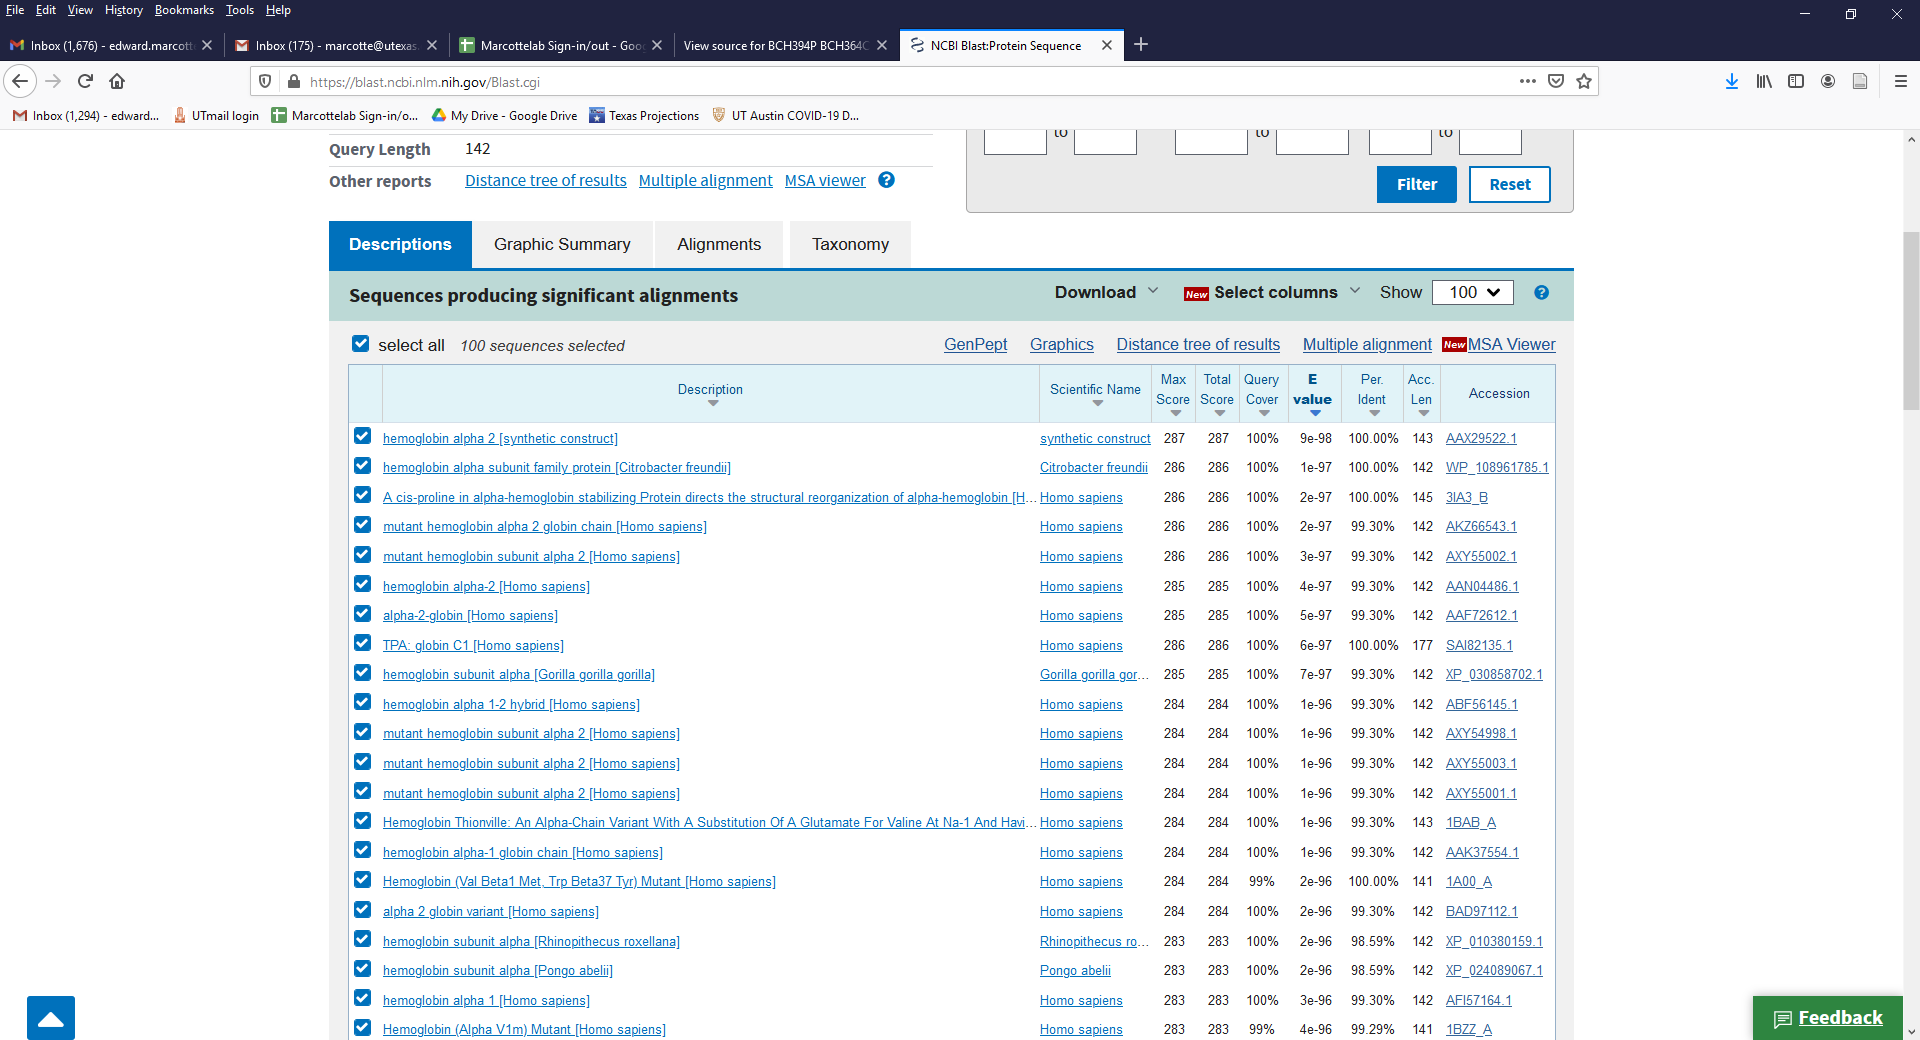 File Edit View History Bookmarks Tools Help
Inbox (1,676) - edward.marcott
Inbox (175) - marcotte@utexas.
Marcottelab Sign-in/out - Goo
View source for BCH394P BCH364C
NCBI Blast:Protein Sequence
https://blast.ncbi.nlm.nih.gov/Blast.cgi
Inbox (1,294) - edward... UTmail login Marcottelab Sign-in/o... My Drive - Google Drive Texas Projections UT Austin COVID-19 D...
to to to
Query Length 142
Other reports Distance tree of results Multiple alignment MSA viewer ?
Filter Reset
Descriptions Graphic Summary Alignments Taxonomy
Sequences producing significant alignments Download New Select columns Show 100 ?
select all 100 sequences selected GenPept Graphics Distance tree of results Multiple alignment New MSA Viewer
Description Scientific Name Max Score Total Score Query Cover E value Per. Ident Acc. Len Accession
hemoglobin alpha 2 [synthetic construct] synthetic construct 287 287 100% 9e-98 100.00% 143 AAX29522.1
hemoglobin alpha subunit family protein [Citrobacter freundii] Citrobacter freundii 286 286 100% 1e-97 100.00% 142 WP_108961785.1
A cis-proline in alpha-hemoglobin stabilizing Protein directs the structural reorganization of alpha-hemoglobin [H... Homo sapiens 286 286 100% 2e-97 100.00% 145 3IA3_B
mutant hemoglobin alpha 2 globin chain [Homo sapiens] Homo sapiens 286 286 100% 2e-97 99.30% 142 AKZ66543.1
mutant hemoglobin subunit alpha 2 [Homo sapiens] Homo sapiens 286 286 100% 3e-97 99.30% 142 AXY55002.1
hemoglobin alpha-2 [Homo sapiens] Homo sapiens 285 285 100% 4e-97 99.30% 142 AAN04486.1
alpha-2-globin [Homo sapiens] Homo sapiens 285 285 100% 5e-97 99.30% 142 AAF72612.1
TPA: globin C1 [Homo sapiens] Homo sapiens 286 286 100% 6e-97 100.00% 177 SAI82135.1
hemoglobin subunit alpha [Gorilla gorilla gorilla] Gorilla gorilla gor... 285 285 100% 7e-97 99.30% 142 XP_030858702.1
hemoglobin alpha 1-2 hybrid [Homo sapiens] Homo sapiens 284 284 100% 1e-96 99.30% 142 ABF56145.1
mutant hemoglobin subunit alpha 2 [Homo sapiens] Homo sapiens 284 284 100% 1e-96 99.30% 142 AXY54998.1
mutant hemoglobin subunit alpha 2 [Homo sapiens] Homo sapiens 284 284 100% 1e-96 99.30% 142 AXY55003.1
mutant hemoglobin subunit alpha 2 [Homo sapiens] Homo sapiens 284 284 100% 1e-96 99.30% 142 AXY55001.1
Hemoglobin Thionville: An Alpha-Chain Variant With A Substitution Of A Glutamate For Valine At Na-1 And Havi... Homo sapiens 284 284 100% 1e-96 99.30% 143 1BAB_A
hemoglobin alpha-1 globin chain [Homo sapiens] Homo sapiens 284 284 100% 1e-96 99.30% 142 AAK37554.1
Hemoglobin (Val Beta1 Met, Trp Beta37 Tyr) Mutant [Homo sapiens] Homo sapiens 284 284 99% 2e-96 100.00% 141 1A00_A
alpha 2 globin variant [Homo sapiens] Homo sapiens 284 284 100% 2e-96 99.30% 142 BAD97112.1
hemoglobin subunit alpha [Rhinopithecus roxellana] Rhinopithecus ro... 283 283 100% 2e-96 98.59% 142 XP_010380159.1
hemoglobin subunit alpha [Pongo abelii] Pongo abelii 283 283 100% 2e-96 98.59% 142 XP_024089067.1
hemoglobin alpha 1 [Homo sapiens] Homo sapiens 283 283 100% 3e-96 99.30% 142 AFI57164.1
Hemoglobin (Alpha V1m) Mutant [Homo sapiens] Homo sapiens 283 283 99% 4e-96 99.29% 141 1BZZ_A
Feedback